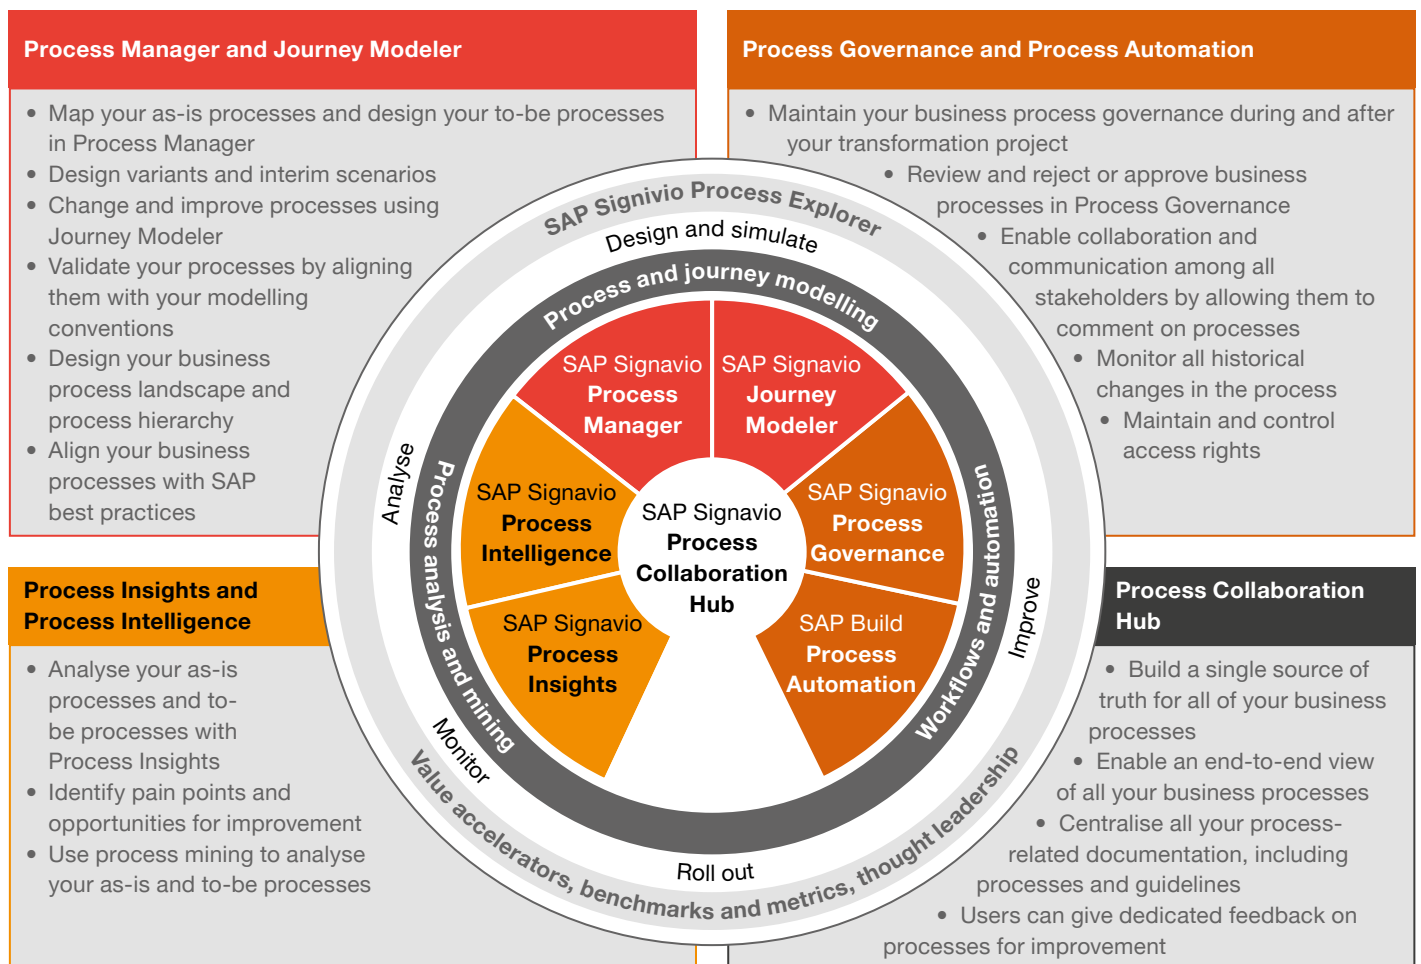 Process Manager and Journey Modeler
• Map your as-is processes and design your to-be processes
in Process Manager
• Design variants and interim scenarios
• Change and improve processes using
Journey Modeler
• Validate your processes by aligning
them with your modelling
conventions
• Design your business
process landscape and
process hierarchy
• Align your business
processes with SAP
best practices
Process Governance and Process Automation
• Maintain your business process governance during and after
your transformation project
• Review and reject or approve business
processes in Process Governance
• Enable collaboration and
communication among all
stakeholders by allowing them to
comment on processes
• Monitor all historical
changes in the process
• Maintain and control
access rights
SAP Signivio Process Explorer
Design and simulate
Process and journey modelling
SAP Signavio
Process
Manager
SAP Signavio
Journey
Modeler
Analyse
Process analysis and mining
SAP Signavio
Process
Intelligence
SAP Signavio
Process
Collaboration
Hub
SAP Signavio
Process
Governance
Workflows and automation
Improve
SAP Signavio
Process
Insights
SAP Build
Process
Automation
Monitor
Roll out
Value accelerators, benchmarks and metrics, thought leadership
Process Insights and
Process Intelligence
• Analyse your as-is
processes and to-
be processes with
Process Insights
• Identify pain points and
opportunities for improvement
• Use process mining to analyse
your as-is and to-be processes
Process Collaboration
Hub
• Build a single source of
truth for all of your business
processes
• Enable an end-to-end view
of all your business processes
• Centralise all your process-
related documentation, including
processes and guidelines
• Users can give dedicated feedback on
processes for improvement